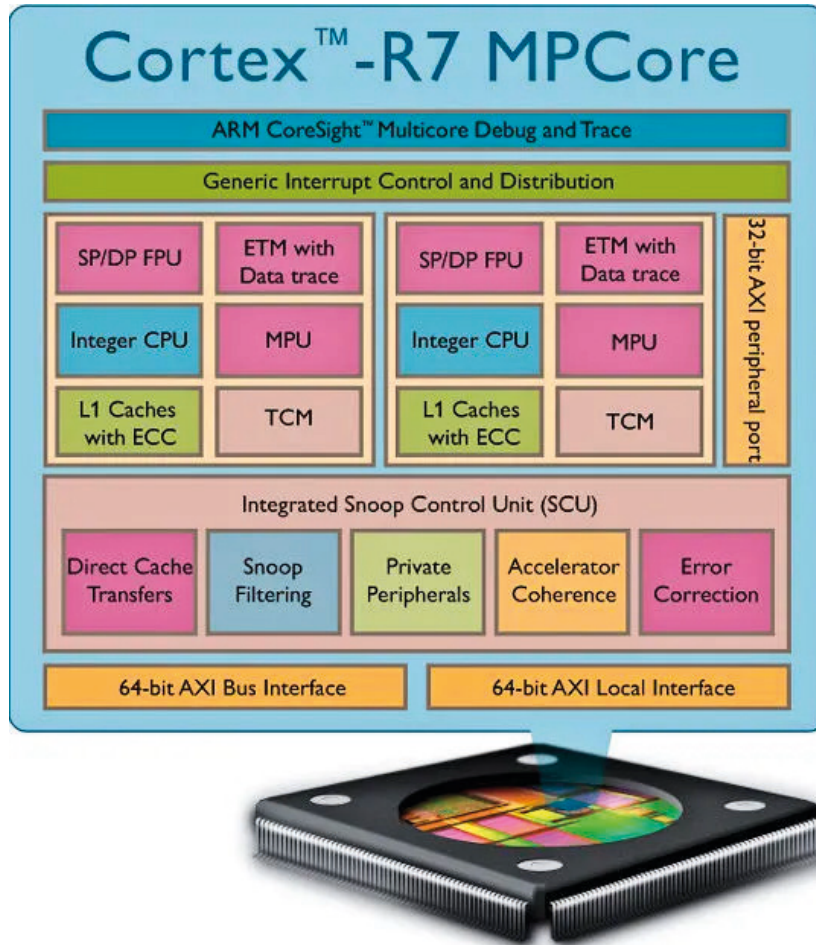 Cortex™-R7 MPCore
ARM CoreSight™ Multicore Debug and Trace
Generic Interrupt Control and Distribution
SP/DP FPU
ETM with
Data trace
Integer CPU
MPU
L1 Caches
with ECC
TCM
SP/DP FPU
ETM with
Data trace
Integer CPU
MPU
L1 Caches
with ECC
TCM
32-bit AXI peripheral port
Integrated Snoop Control Unit (SCU)
Direct Cache
Transfers
Snoop
Filtering
Private
Peripherals
Accelerator
Coherence
Error
Correction
64-bit AXI Bus Interface
64-bit AXI Local Interface